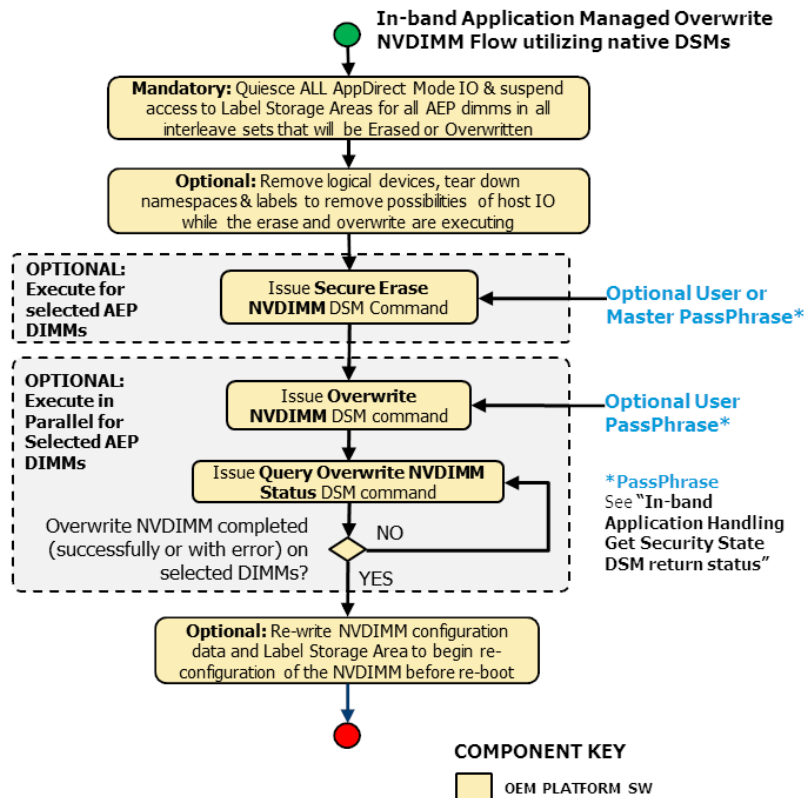 In-band Application Managed Overwrite
NVDIMM Flow utilizing native DSMs
Mandatory: Quiesce ALL AppDirect Mode IO & suspend
access to Label Storage Areas for all AEP dimms in all
interleave sets that will be Erased or Overwritten
Optional: Remove logical devices, tear down
namespaces & labels to remove possibilities of host IO
while the erase and overwrite are executing
OPTIONAL:
Execute for
selected AEP
DIMMs
Issue Secure Erase
NVDIMM DSM Command
Optional User or
Master PassPhrase*
OPTIONAL:
Execute in
Parallel for
Selected AEP
DIMMs
Issue Overwrite
NVDIMM DSM command
Optional User
PassPhrase*
Issue Query Overwrite NVDIMM
Status DSM command
*PassPhrase
See “In-band
Application Handling
Get Security State
DSM return status”
Overwrite NVDIMM completed
(successfully or with error) on
selected DIMMs?
NO
YES
Optional: Re-write NVDIMM configuration
data and Label Storage Area to begin re-
configuration of the NVDIMM before re-boot
COMPONENT KEY
OEM PLATFORM SW